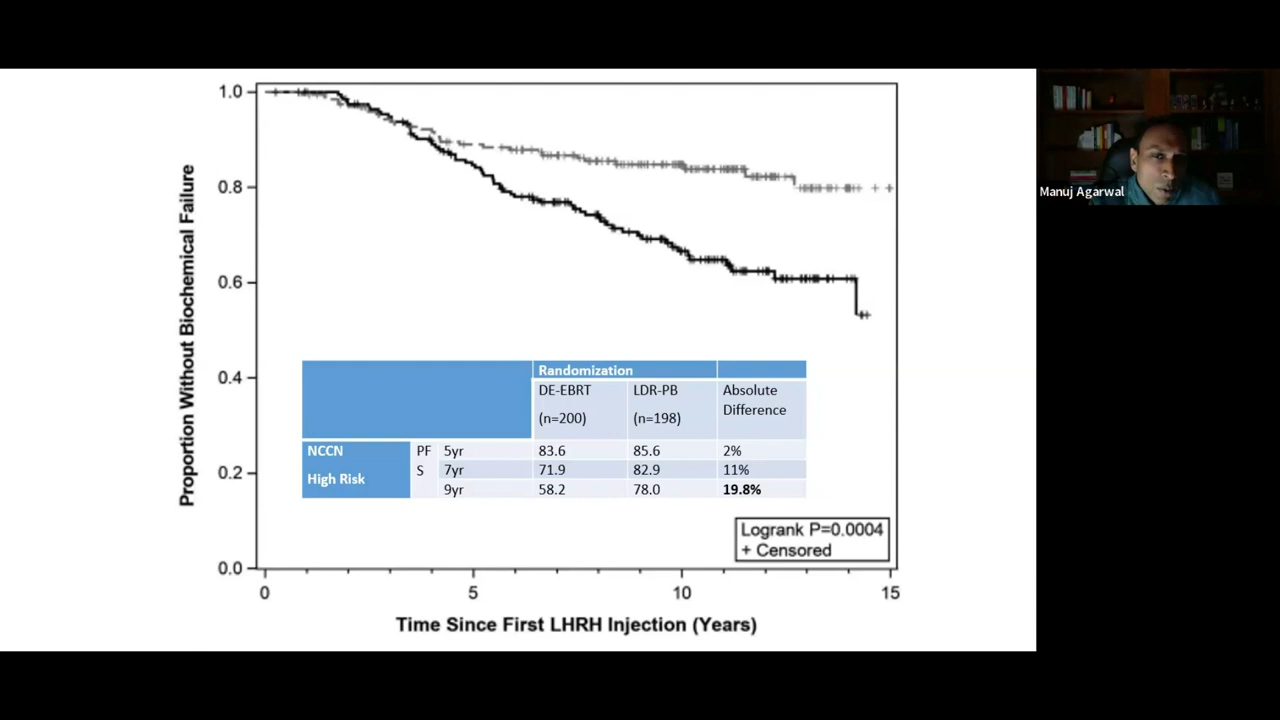 Proportion Without Biochemical Failure
1.0
0.8
0.6
0.4
0.2
0.0
0
5
10
15
Time Since First LHRH Injection (Years)
Randomization
DE-EBRT LDR-PB Absolute
(n=200) (n=198) Difference
NCCN PF 5yr 83.6 85.6 2%
High Risk S 7yr 71.9 82.9 11%
9yr 58.2 78.0 19.8%
Logrank P=0.0004
+ Censored
Manuj Agarwal